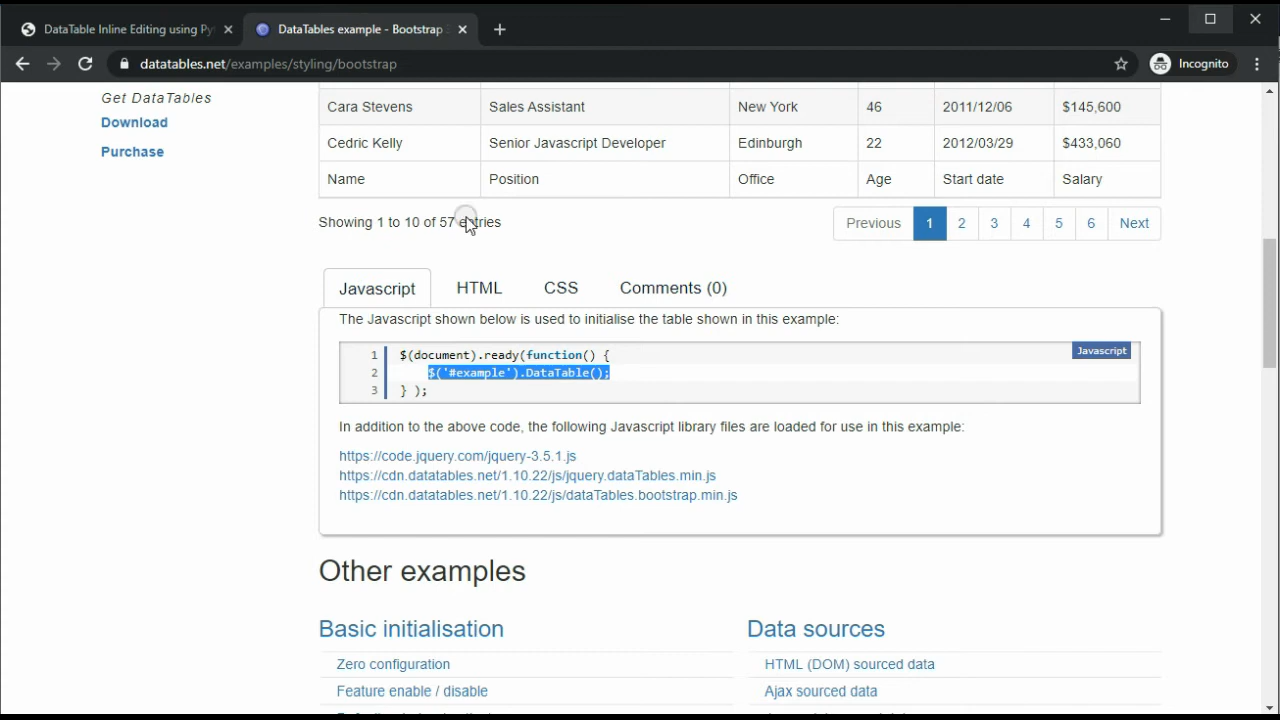 DataTable Inline Editing using Py
DataTables example - Bootstrap
datatables.net/examples/styling/bootstrap
Incognito
Get DataTables
Download
Purchase
Cara Stevens Sales Assistant New York 46 2011/12/06 $145,600
Cedric Kelly Senior Javascript Developer Edinburgh 22 2012/03/29 $433,060
Name Position Office Age Start date Salary
Showing 1 to 10 of 57 entries
Previous 1 2 3 4 5 6 Next
Javascript HTML CSS Comments (0)
The Javascript shown below is used to initialise the table shown in this example:
Javascript
1 $(document).ready(function() {
2 $('#example').DataTable();
3 } );
In addition to the above code, the following Javascript library files are loaded for use in this example:
https://code.jquery.com/jquery-3.5.1.js
https://cdn.datatables.net/1.10.22/js/jquery.dataTables.min.js
https://cdn.datatables.net/1.10.22/js/dataTables.bootstrap.min.js
Other examples
Basic initialisation
Zero configuration
Feature enable / disable
Data sources
HTML (DOM) sourced data
Ajax sourced data